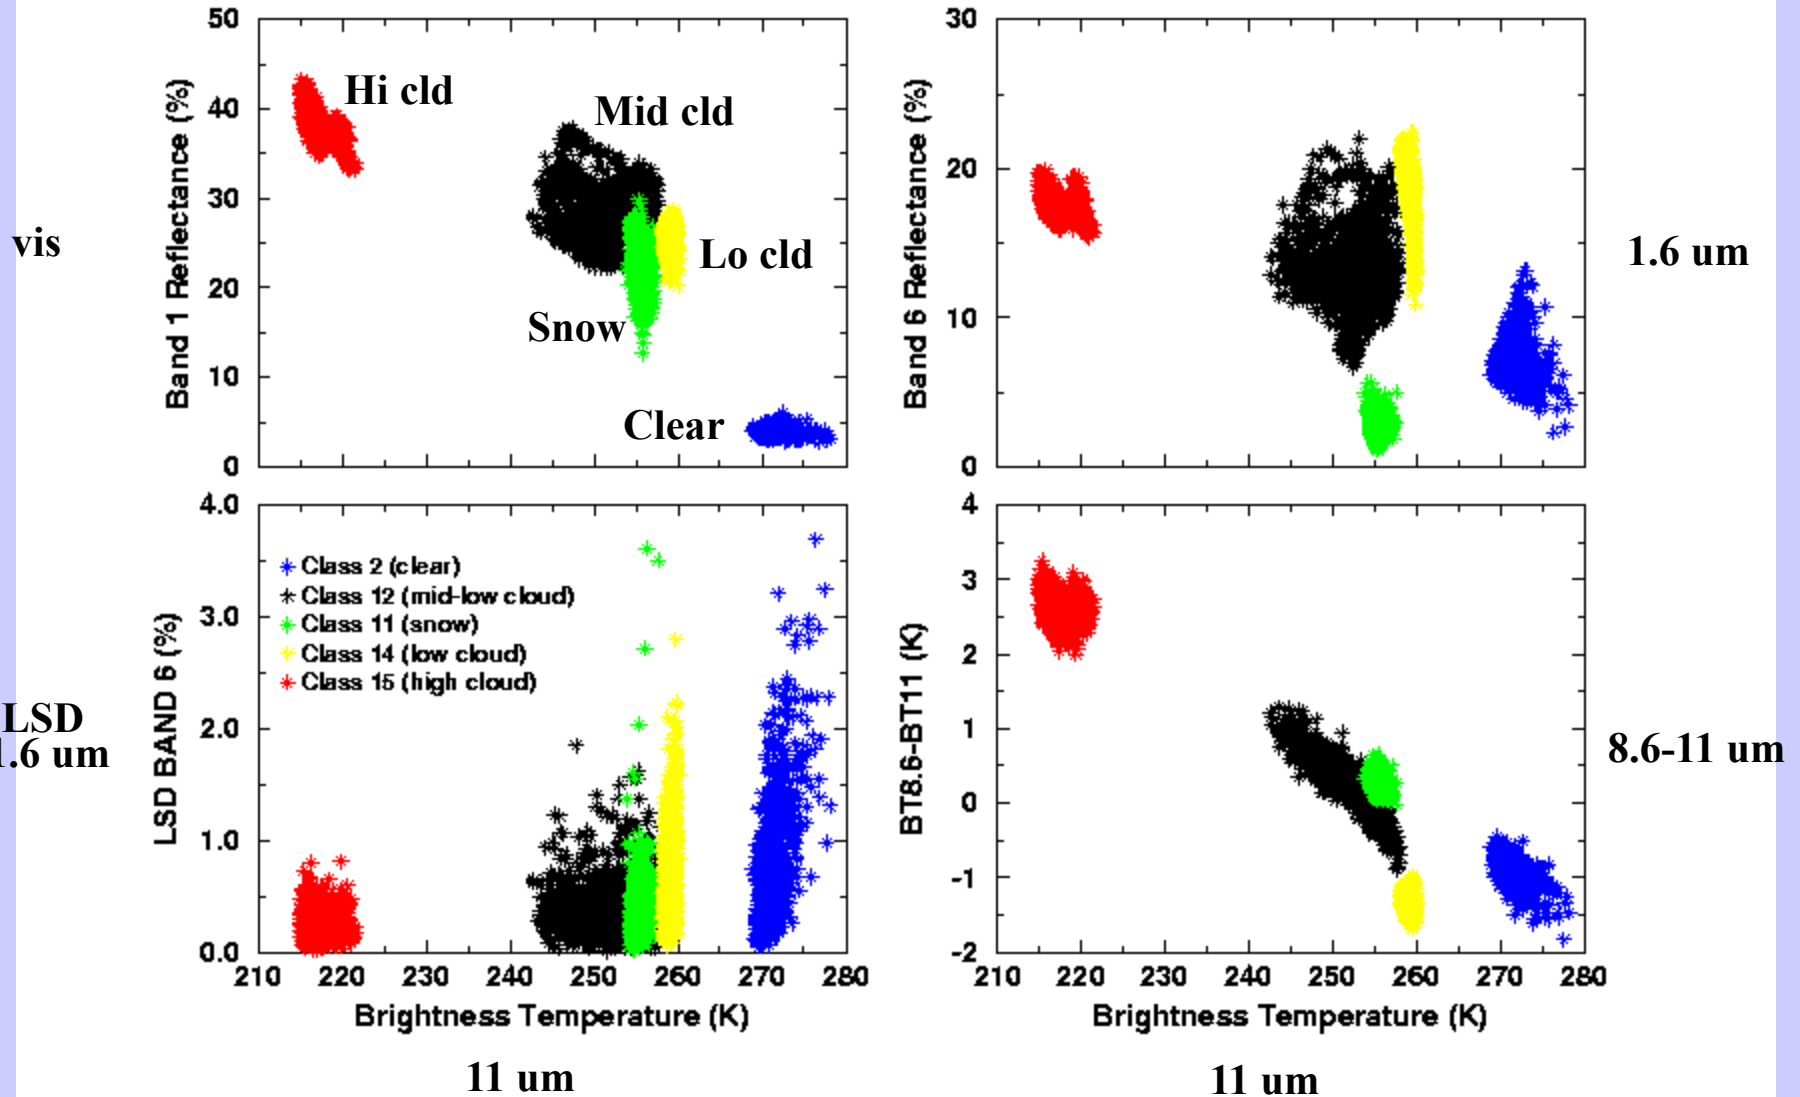 50
40
30
20
10
0
Band 1 Reflectance (%)
Hi cld
Mid cld
Lo cld
Snow
Clear
vis
30
20
10
0
Band 6 Reflectance (%)
1.6 um
4.0
3.0
2.0
1.0
0.0
LSD BAND 6 (%)
Class 2 (clear)
Class 12 (mid-low cloud)
Class 11 (snow)
Class 14 (low cloud)
Class 15 (high cloud)
LSD
1.6 um
210 220 230 240 250 260 270 280
Brightness Temperature (K)
11 um
4
3
2
1
0
-1
-2
BT8.6-BT11 (K)
8.6-11 um
210 220 230 240 250 260 270 280
Brightness Temperature (K)
11 um